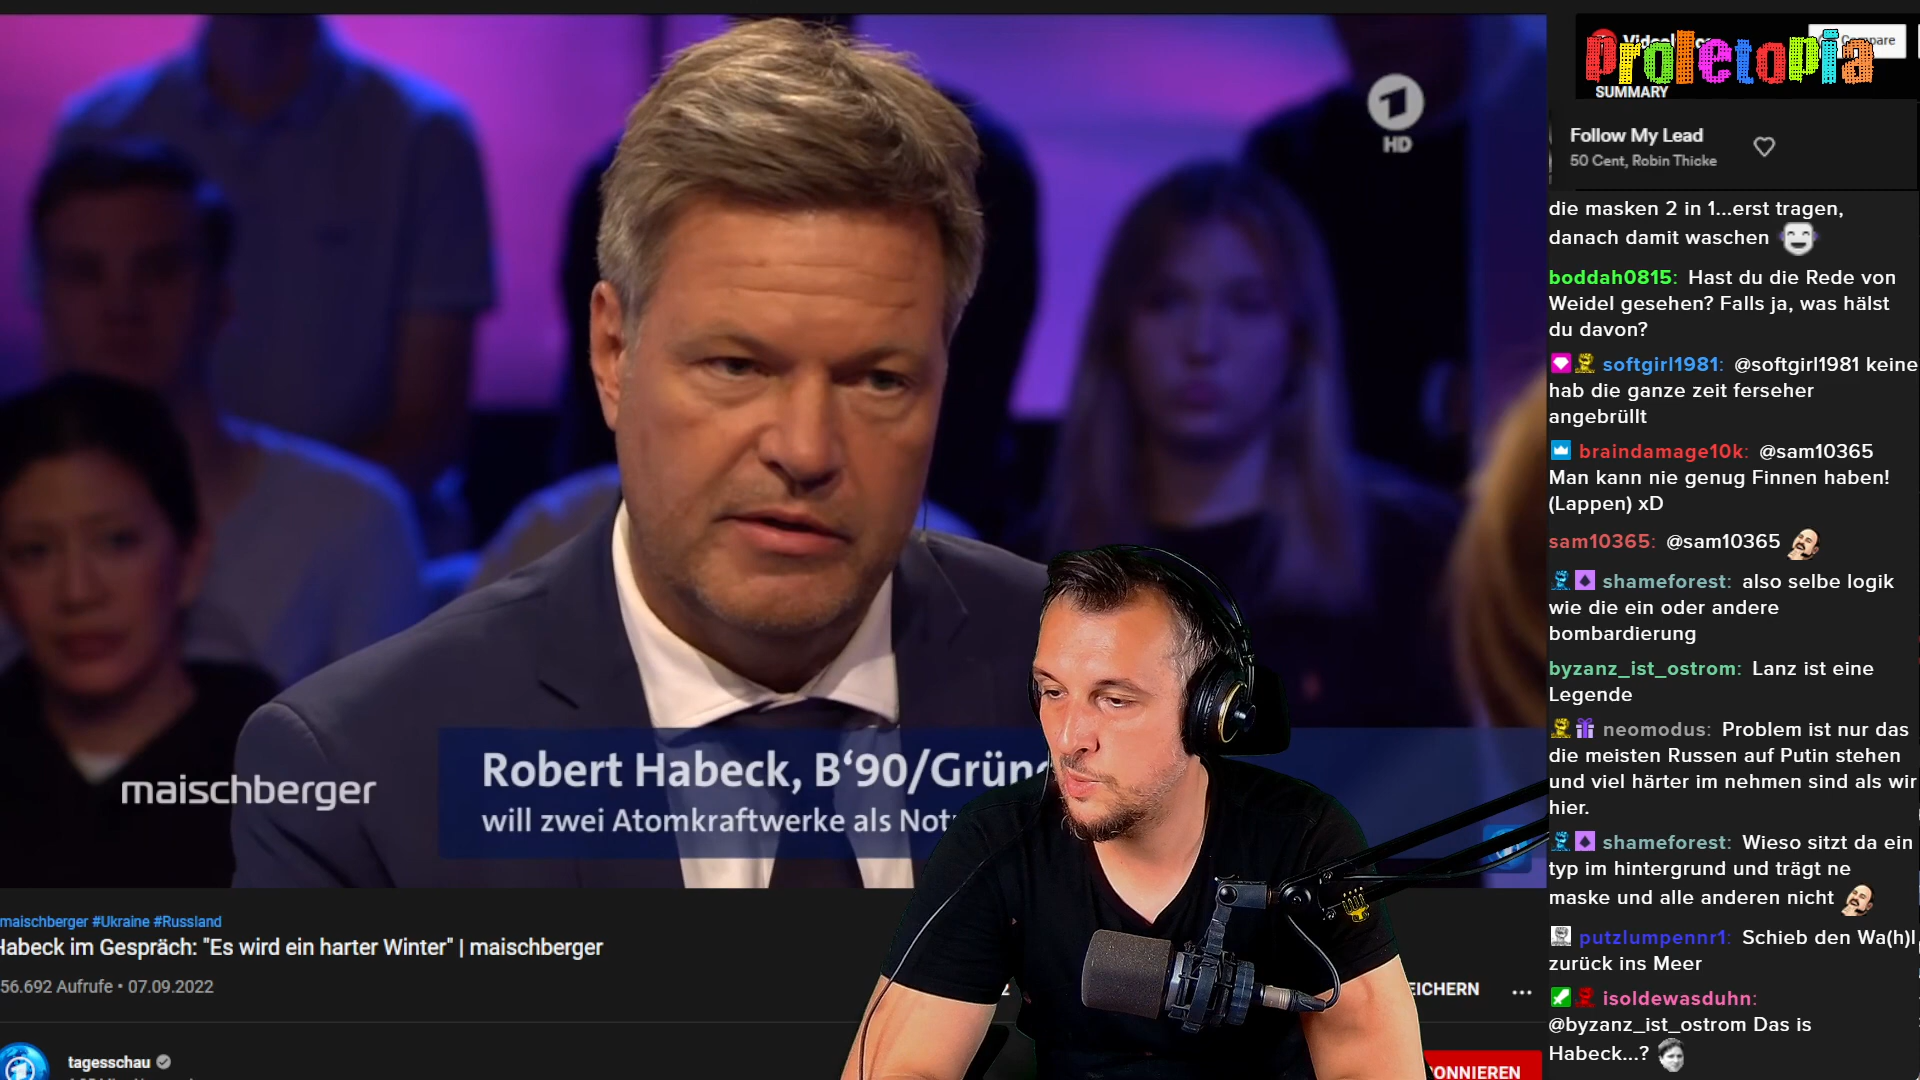 HD
Proletopia
Compare
SUMMARY
Follow My Lead
50 Cent, Robin Thicke
die masken 2 in 1...erst tragen,
danach damit waschen
boddah0815: Hast du die Rede von
Weidel gesehen? Falls ja, was hälst
du davon?
softgirl1981: @softgirl1981 keine
hab die ganze zeit ferseher
angebrüllt
braindamage10k: @sam10365
Man kann nie genug Finnen haben!
(Lappen) xD
sam10365: @sam10365
shameforest: also selbe logik
wie die ein oder andere
bombardierung
byzanz_ist_ostrom: Lanz ist eine
Legende
neomodus: Problem ist nur das
die meisten Russen auf Putin stehen
und viel härter im nehmen sind als wir
hier.
shameforest: Wieso sitzt da ein
typ im hintergrund und trägt ne
maske und alle anderen nicht
putzlumpennr1: Schieb den Wa(h)l
zurück ins Meer
isoldewasduhn:
@byzanz_ist_ostrom Das is
Habeck...?
maischberger
Robert Habeck, B‘90/Grüne
will zwei Atomkraftwerke als Not
maischberger #Ukraine #Russland
Habeck im Gespräch: "Es wird ein harter Winter" | maischberger
56.692 Aufrufe • 07.09.2022
EICHERN
tagesschau
ONNIEREN